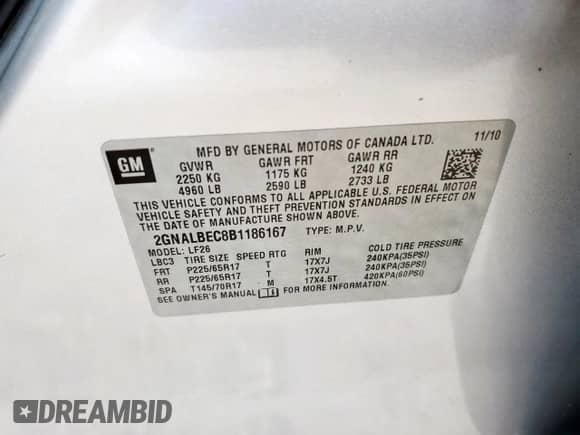 GM
MFD BY GENERAL MOTORS OF CANADA LTD. 11/10
GVWR GAWR FRT GAWR RR
2250 KG 1175 KG 1240 KG
4960 LB 2590 LB 2733 LB
THIS VEHICLE CONFORMS TO ALL APPLICABLE U.S. FEDERAL MOTOR
VEHICLE SAFETY AND THEFT PREVENTION STANDARDS IN EFFECT ON
THE DATE OF MANUFACTURE SHOWN ABOVE.
2GNALBEC8B1186167 TYPE: M.P.V.
MODEL: LF26
LBC3 TIRE SIZE SPEED RTG RIM COLD TIRE PRESSURE
FRT P225/65R17 T 17X7J 240KPA(35PSI)
RR P225/65R17 T 17X7J 240KPA(35PSI)
SPA T145/70R17 M 17X4.5T 420KPA(60PSI)
SEE OWNER'S MANUAL
DREAMBID